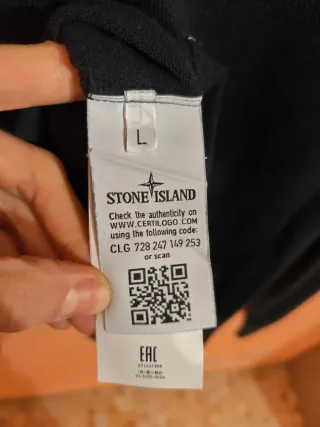 L
STONE ISLAND
Check the authenticity on
WWW.CERTILOGO.COM
using the following code:
CLG 728 247 149 253
or scan
EAC